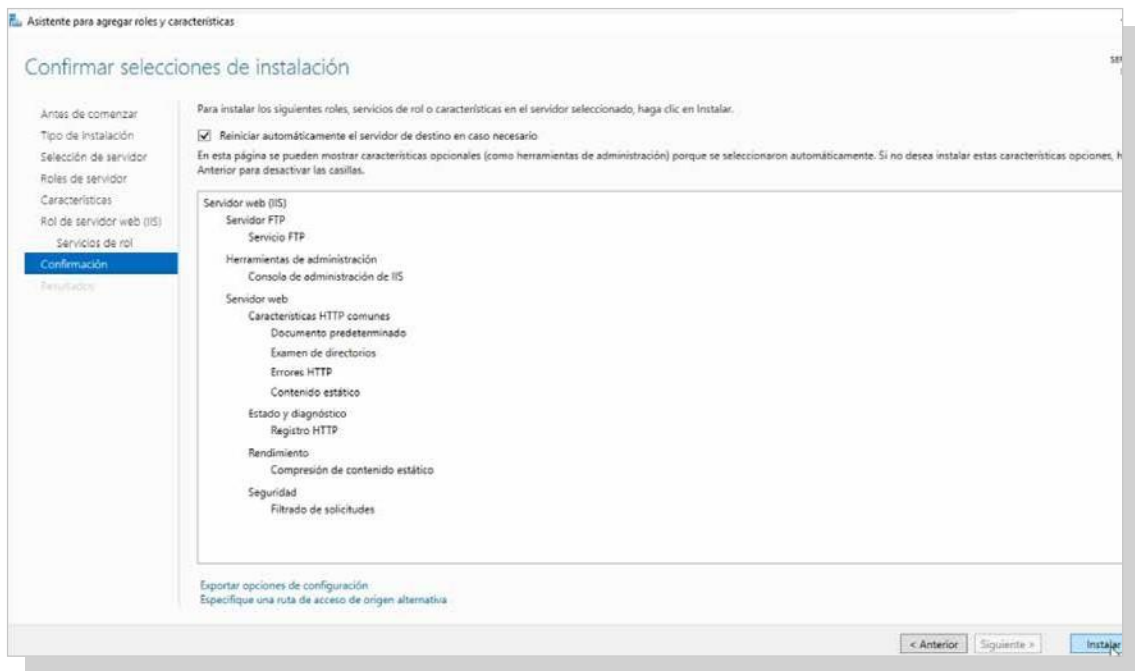 Asistente para agregar roles y características
Confirmar selecciones de instalación
Antes de comenzar
Tipo de instalación
Selección de servidor
Roles de servidor
Características
Rol de servidor web (IIS)
Servicios de rol
Confirmación
Resultados
Para instalar los siguientes roles, servicios de rol o características en el servidor seleccionado, haga clic en Instalar.
Reiniciar automáticamente el servidor de destino en caso necesario
En esta página se pueden mostrar características opcionales (como herramientas de administración) porque se seleccionaron automáticamente. Si no desea instalar estas características opciones, h
Anterior para desactivar las casillas.
Servidor web (IIS)
Servidor FTP
Servicio FTP
Herramientas de administración
Consola de administración de IIS
Servidor web
Características HTTP comunes
Documento predeterminado
Examen de directorios
Errores HTTP
Contenido estático
Estado y diagnóstico
Registro HTTP
Rendimiento
Compresión de contenido estático
Seguridad
Filtrado de solicitudes
Exportar opciones de configuración
Especifique una ruta de acceso de origen alternativa
< Anterior
Siguiente >
Instalar